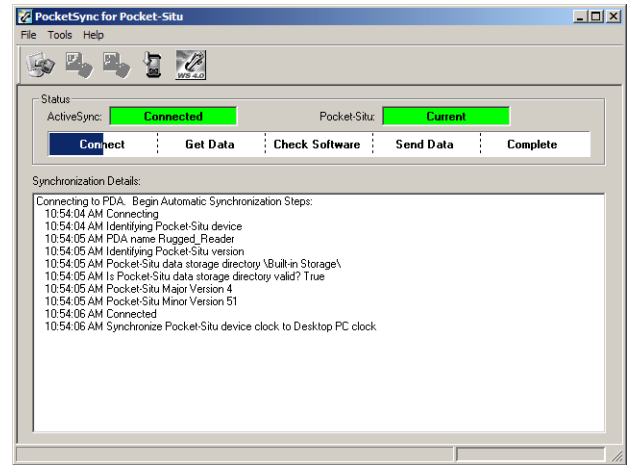 PocketSync for Pocket-Situ
File Tools Help
WS 4.0
Status
ActiveSync: Connected Pocket-Situ: Current
Connect Get Data Check Software Send Data Complete
Synchronization Details:
Connecting to PDA. Begin Automatic Synchronization Steps:
10:54:04 AM Connecting
10:54:04 AM Identifying Pocket-Situ device
10:54:05 AM PDA name Rugged_Reader
10:54:05 AM Identifying Pocket-Situ version
10:54:05 AM Pocket-Situ data storage directory \Built-in Storage\
10:54:05 AM Is Pocket-Situ data storage directory valid? True
10:54:05 AM Pocket-Situ Major Version 4
10:54:05 AM Pocket-Situ Minor Version 51
10:54:06 AM Connected
10:54:06 AM Synchronize Pocket-Situ device clock to Desktop PC clock